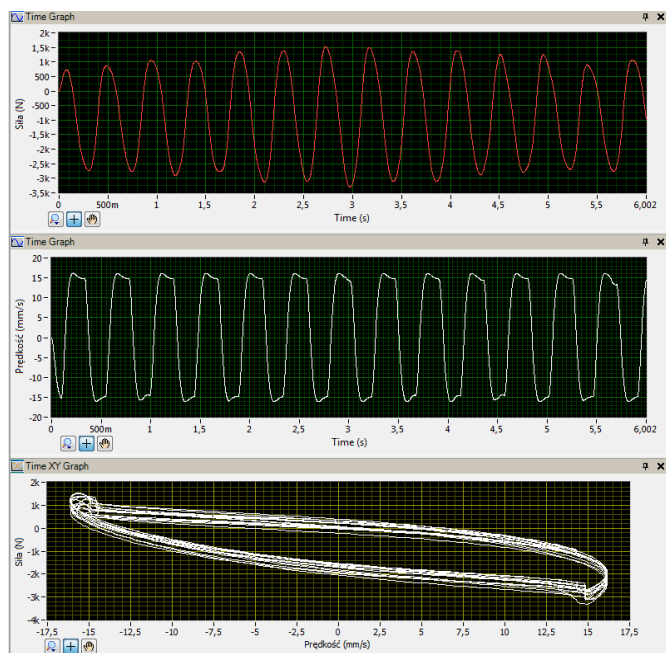 Time Graph
2k
1,5k
1k
500
0
-500
-1k
-1,5k
-2k
-2,5k
-3k
-3,5k
Siła (N)
0 500m 1 1,5 2 2,5 3 3,5 4 4,5 5 5,5 6,002
Time (s)
Time Graph
20
15
10
5
0
-5
-10
-15
-20
Prędkość (mm/s)
0 500m 1 1,5 2 2,5 3 3,5 4 4,5 5 5,5 6,002
Time (s)
Time XY Graph
2k
1k
0
-1k
-2k
-3k
-4k
Siła (N)
-17,5 -15 -12,5 -10 -7,5 -5 -2,5 0 2,5 5 7,5 10 12,5 15 17,5
Prędkość (mm/s)